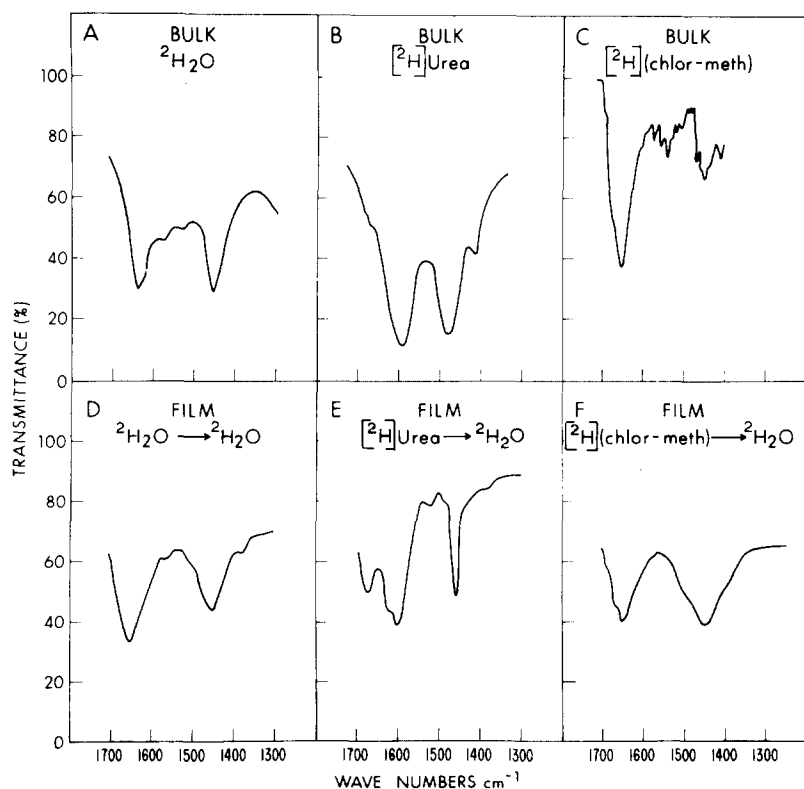 A BULK
²H₂O
B BULK
[²H]Urea
C BULK
[²H](chlor-meth)
100
80
60
40
20
0
D FILM
²H₂O → ²H₂O
E FILM
[²H]Urea → ²H₂O
F FILM
[²H](chlor-meth) → ²H₂O
100
80
60
40
20
0
TRANSMITTANCE (%)
1700 1600 1500 1400 1300
1700 1600 1500 1400 1300
1700 1600 1500 1400 1300
WAVE NUMBERS cm⁻¹